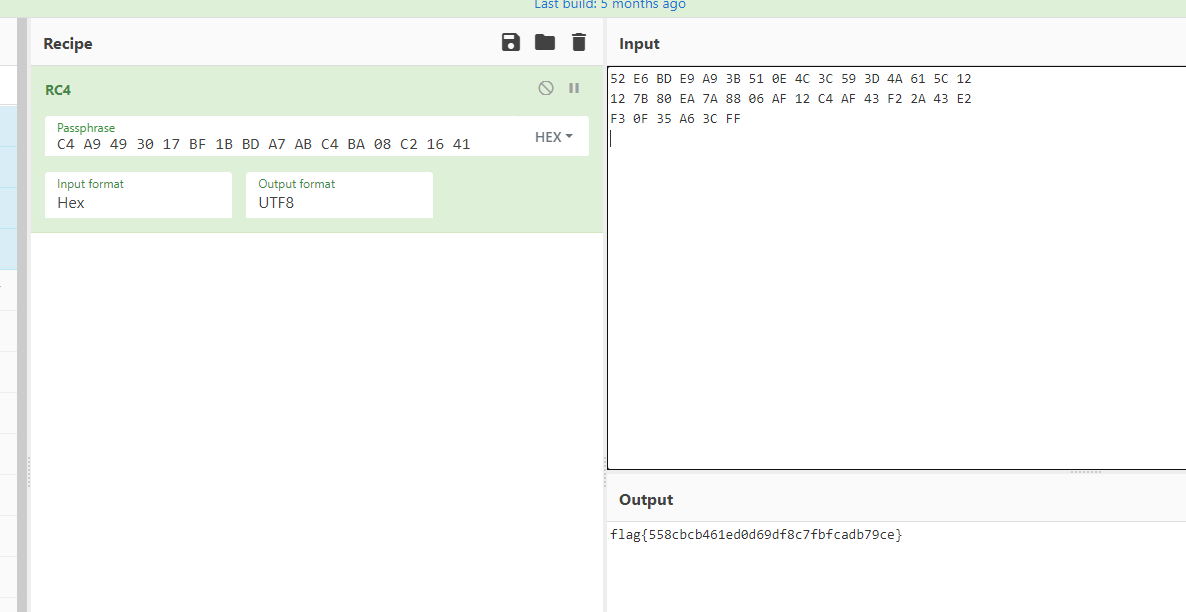 Last build: 5 months ago
Recipe
RC4
Passphrase
C4 A9 49 30 17 BF 1B BD A7 AB C4 BA 08 C2 16 41
HEX
Input format
Hex
Output format
UTF8
Input
52 E6 BD E9 A9 3B 51 0E 4C 3C 59 3D 4A 61 5C 12
12 7B 80 EA 7A 88 06 AF 12 C4 AF 43 F2 2A 43 E2
F3 0F 35 A6 3C FF
Output
flag{558cbcb461ed0d69df8c7fbfcadb79ce}